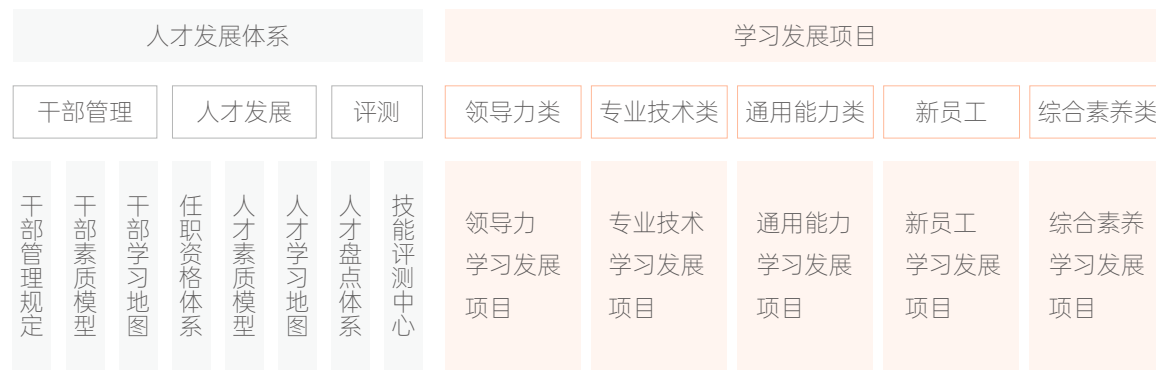 人才发展体系
学习发展项目
干部管理
人才发展
评测
领导力类
专业技术类
通用能力类
新员工
综合素养类
干部管理规定
干部素质模型
干部学习地图
任职资格体系
人才素质模型
人才学习地图
人才盘点体系
技能评测中心
领导力
学习发展
项目
专业技术
学习发展
项目
通用能力
学习发展
项目
新员工
学习发展
项目
综合素养
学习发展
项目